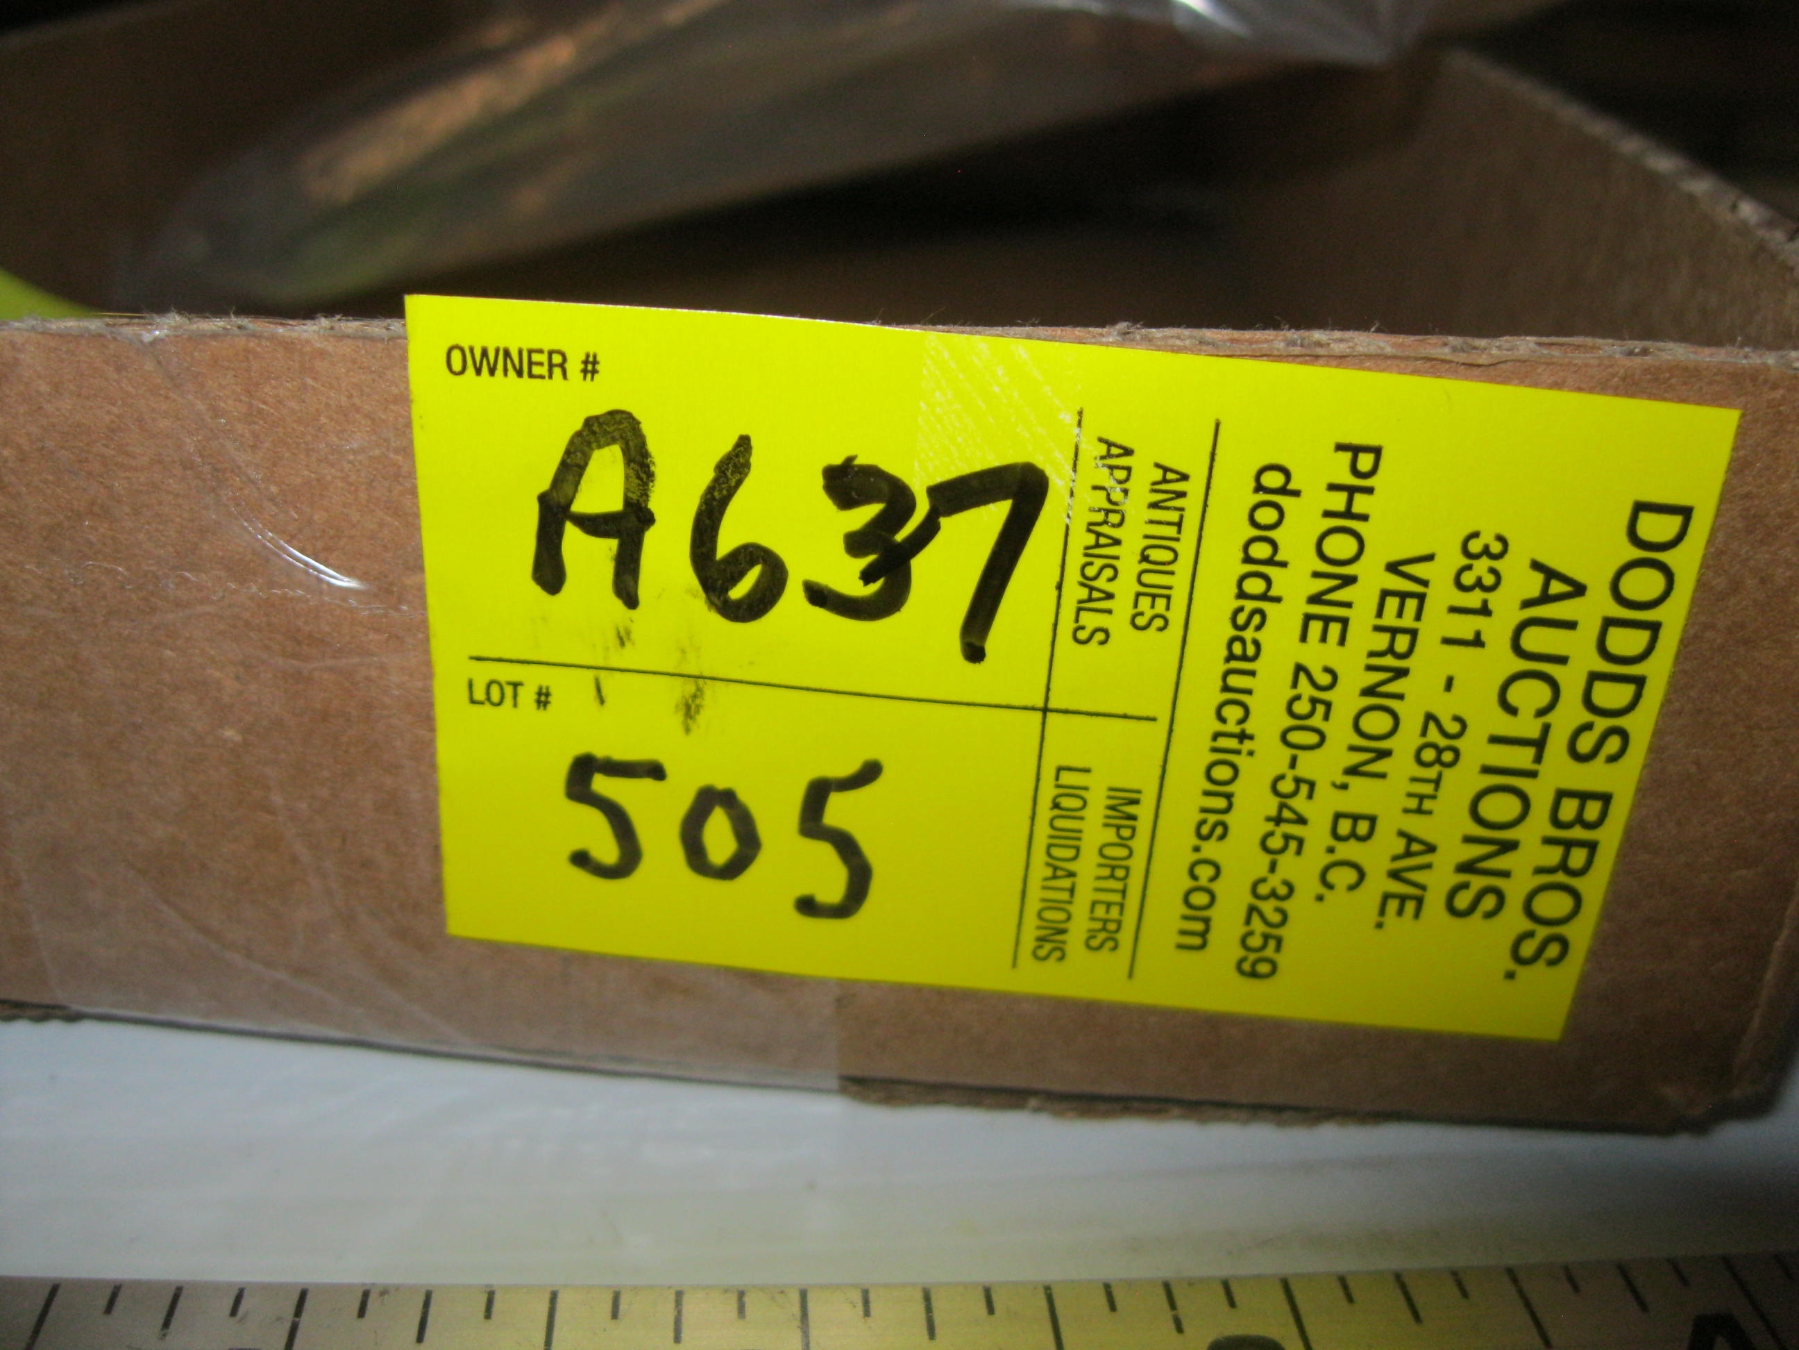 OWNER #
A637
LOT #
505
ANTIQUES
APPRAISALS
IMPORTERS
LIQUIDATIONS
DODDS BROS.
AUCTIONS
3311 - 28TH AVE.
VERNON, B.C.
PHONE 250-545-3259
doddsauctions.com